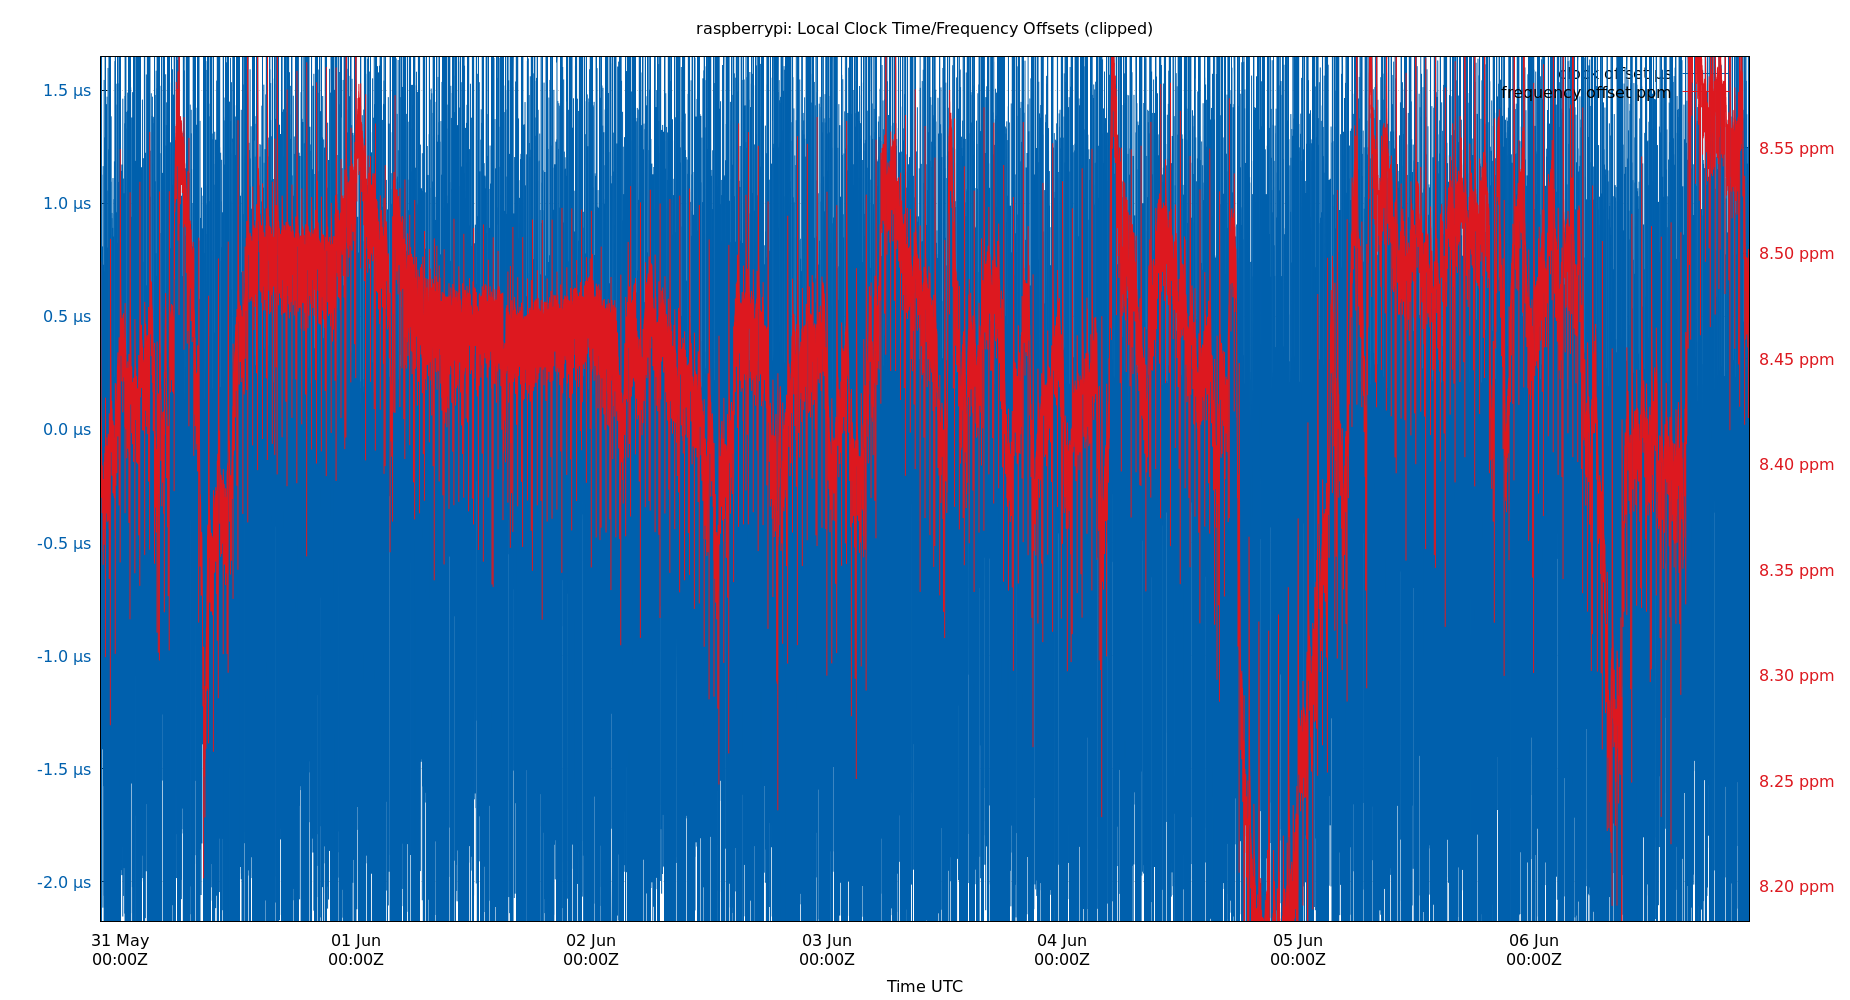 raspberrypi: Local Clock Time/Frequency Offsets (clipped)
clock offset µs
frequency offset ppm
1.5 µs
1.0 µs
0.5 µs
0.0 µs
-0.5 µs
-1.0 µs
-1.5 µs
-2.0 µs
8.55 ppm
8.50 ppm
8.45 ppm
8.40 ppm
8.35 ppm
8.30 ppm
8.25 ppm
8.20 ppm
31 May 01 Jun 02 Jun 03 Jun 04 Jun 05 Jun 06 Jun
00:00Z 00:00Z 00:00Z 00:00Z 00:00Z 00:00Z 00:00Z
Time UTC